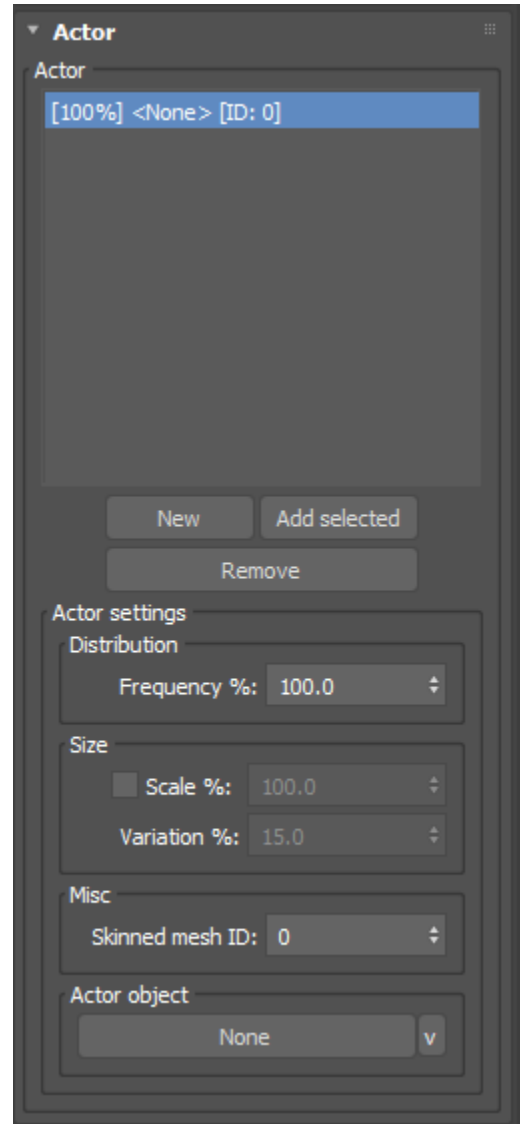 Actor
Actor
[100%] <None> [ID: 0]
New Add selected
Remove
Actor settings
Distribution
Frequency %: 100.0
Size
Scale %: 100.0
Variation %: 15.0
Misc
Skinned mesh ID: 0
Actor object
None v